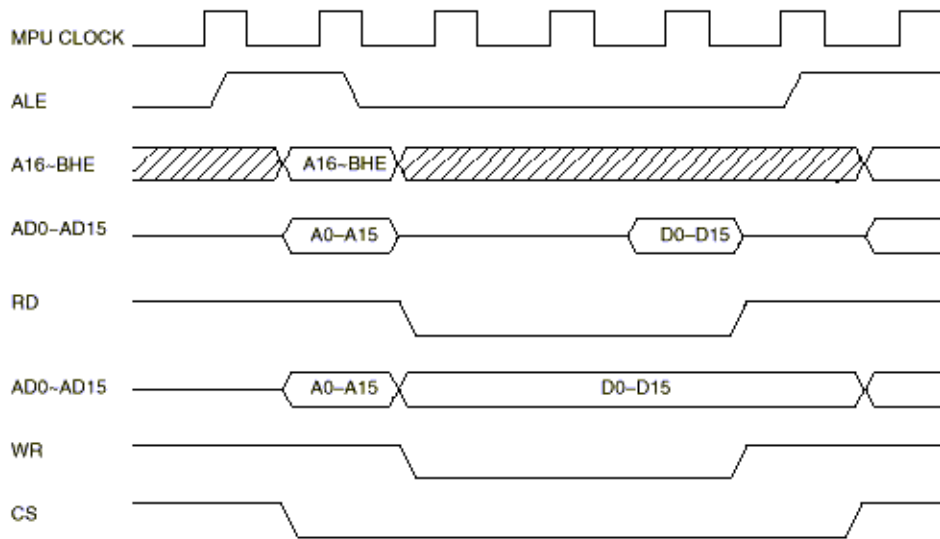 MPU CLOCK
ALE
A16~BHE A16~BHE
AD0~AD15 A0–A15 D0–D15
RD
AD0~AD15 A0–A15 D0–D15
WR
CS